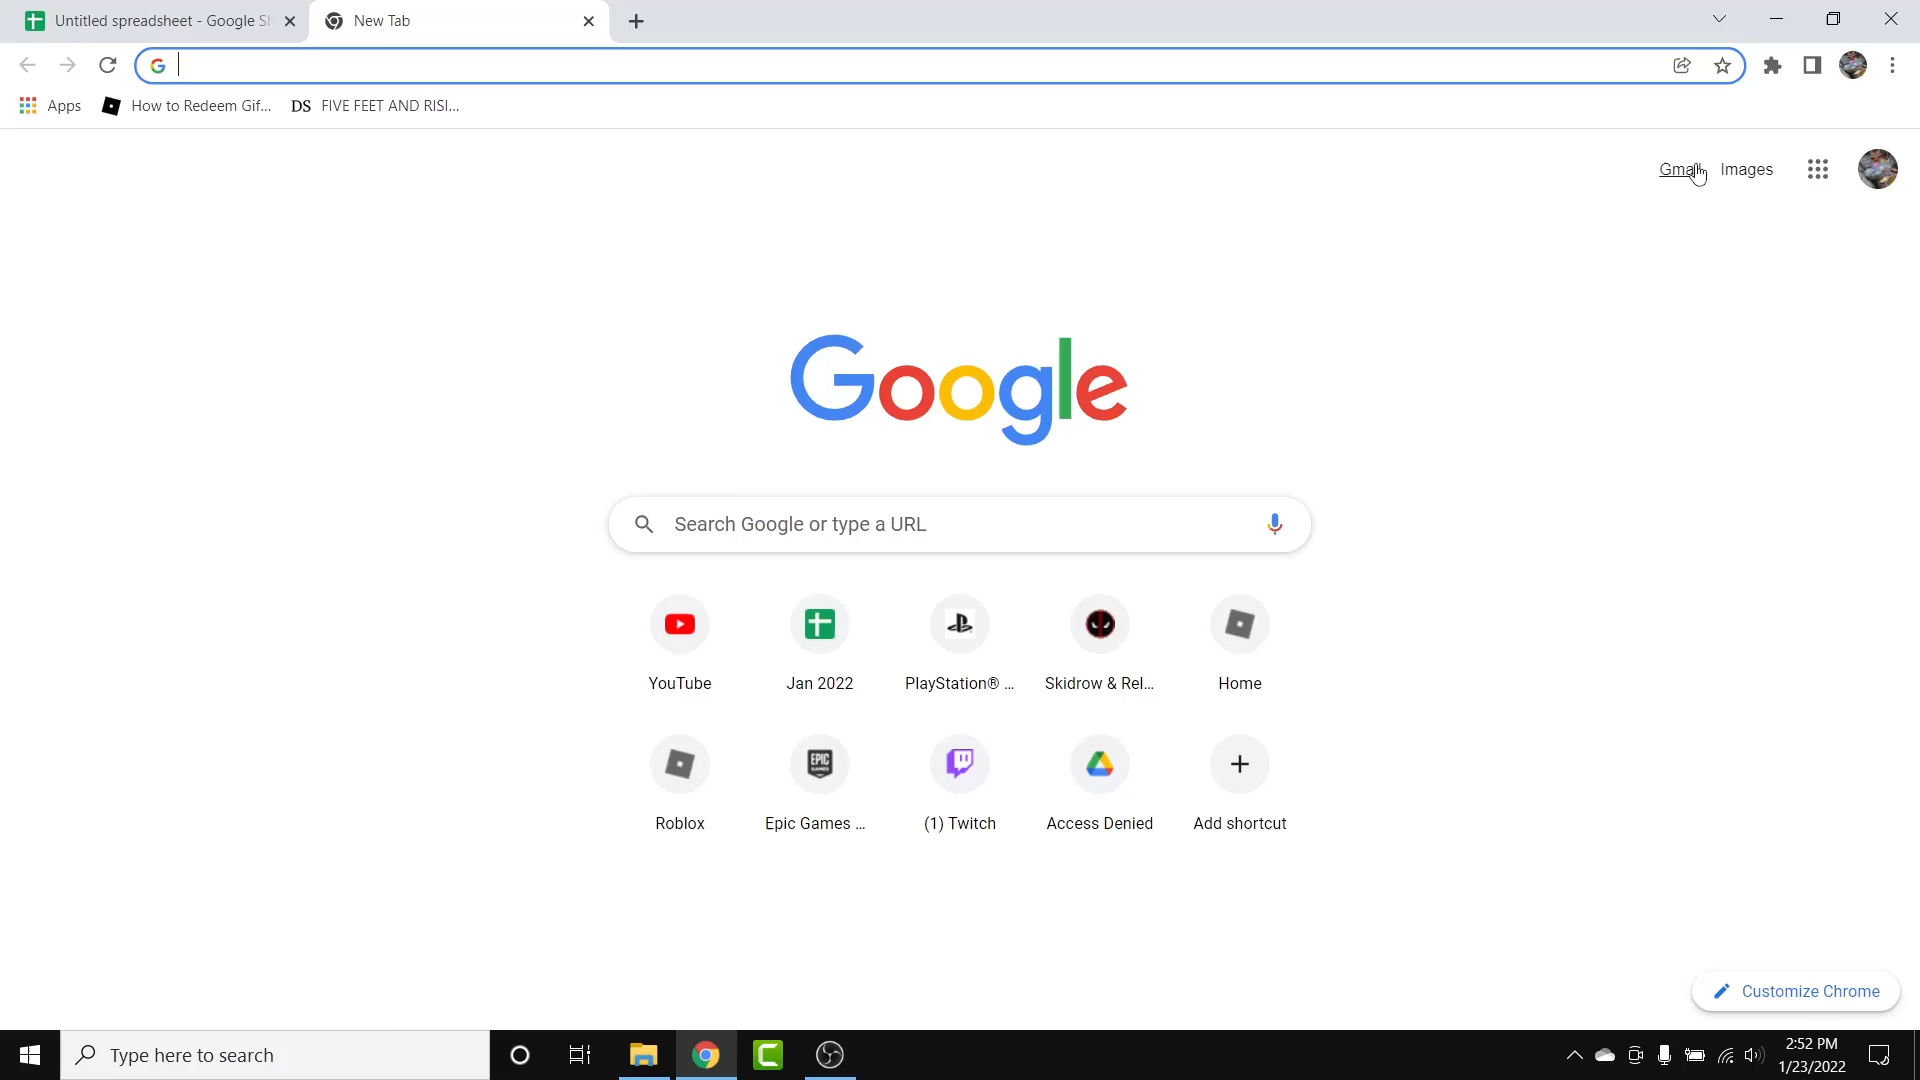 Untitled spreadsheet - Google Sh
New Tab
Apps
How to Redeem Gif...
DS FIVE FEET AND RISI...
Gmail
Images
Google
Search Google or type a URL
YouTube
Jan 2022
PlayStation® ...
Skidrow & Rel...
Home
EPIC GAMES
Roblox
Epic Games ...
(1) Twitch
Access Denied
Add shortcut
Customize Chrome
Type here to search
2:52 PM
1/23/2022